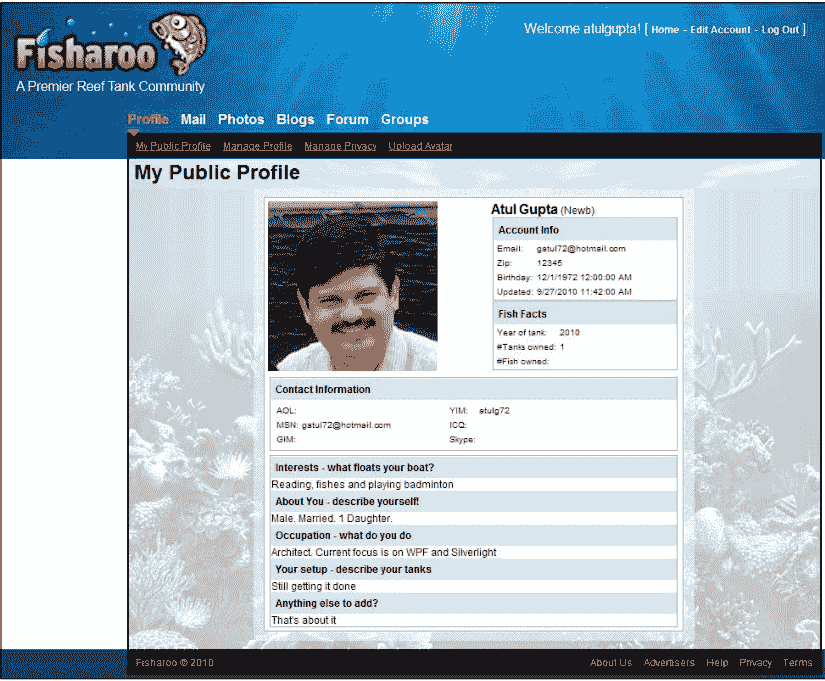 Fisharoo
A Premier Reef Tank Community
Welcome atulgupta! [ Home - Edit Account - Log Out ]
Profile Mail Photos Blogs Forum Groups
My Public Profile Manage Profile Manage Privacy Upload Avatar
My Public Profile
Atul Gupta (Newb)
Account Info
Email: gatul72@hotmail.com
Zip: 12345
Birthday: 12/1/1972 12:00:00 AM
Updated: 9/27/2010 11:42:00 AM
Fish Facts
Year of tank: 2010
#Tanks owned: 1
#Fish owned:
Contact Information
AOL: YIM: atulg72
MSN: gatul72@hotmail.com ICQ:
GIM: Skype:
Interests - what floats your boat?
Reading, fishes and playing badminton
About You - describe yourself!
Male. Married. 1 Daughter.
Occupation - what do you do
Architect. Current focus is on WPF and Silverlight
Your setup - describe your tanks
Still getting it done
Anything else to add?
That's about it
Fisharoo © 2010 About Us Advertisers Help Privacy Terms